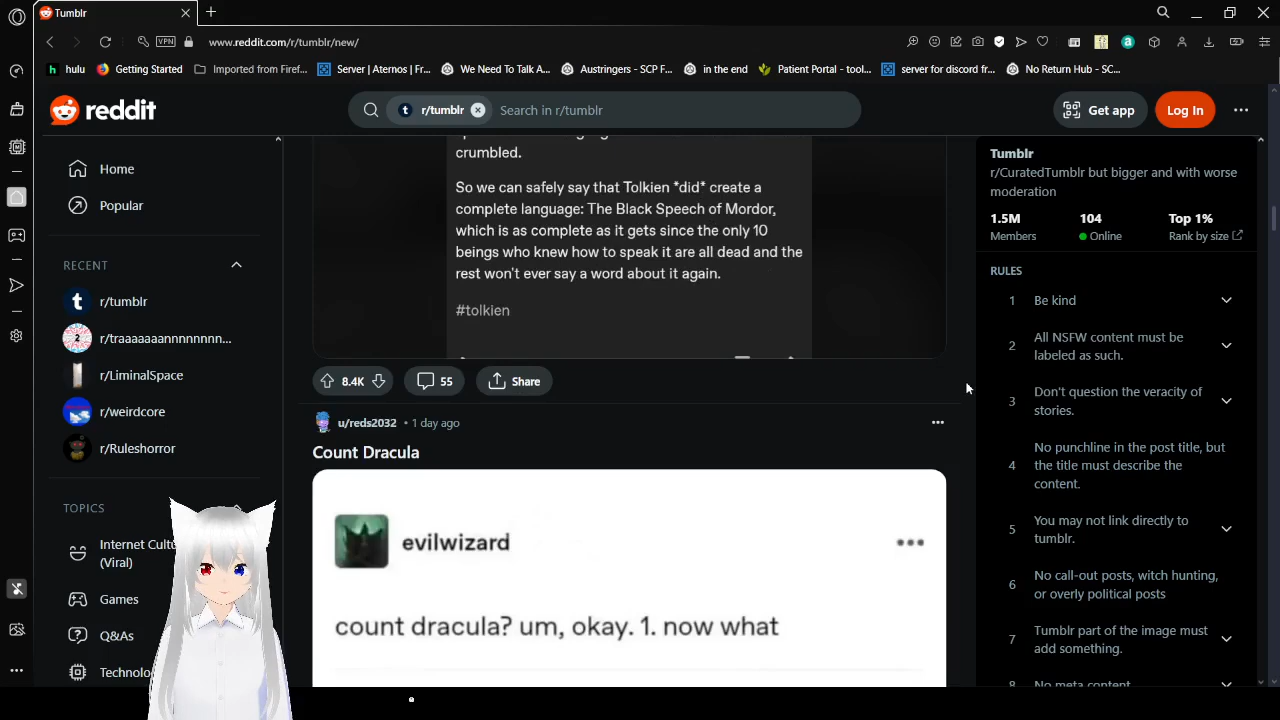 Tumblr
VPN
www.reddit.com/r/tumblr/new/
hulu
Getting Started
Imported from Firef...
Server | Aternos | Fr...
We Need To Talk A...
Austringers - SCP F...
in the end
Patient Portal - tool...
server for discord fr...
No Return Hub - SC...
reddit
r/tumblr
Search in r/tumblr
Get app
Log In
Home
Popular
RECENT
r/tumblr
r/traaaaaaannnnnnnn...
r/LiminalSpace
r/weirdcore
r/Ruleshorror
TOPICS
Internet Cultu
(Viral)
Games
Q&As
Technolo
crumbled.
So we can safely say that Tolkien *did* create a
complete language: The Black Speech of Mordor,
which is as complete as it gets since the only 10
beings who knew how to speak it are all dead and the
rest won't ever say a word about it again.
#tolkien
8.4K
55
Share
u/reds2032 • 1 day ago
Count Dracula
evilwizard
count dracula? um, okay. 1. now what
Tumblr
r/CuratedTumblr but bigger and with worse
moderation
1.5M 104 Top 1%
Members Online Rank by size
RULES
1 Be kind
2 All NSFW content must be
labeled as such.
3 Don't question the veracity of
stories.
4 No punchline in the post title, but
the title must describe the
content.
5 You may not link directly to
tumblr.
6 No call-out posts, witch hunting,
or overly political posts
7 Tumblr part of the image must
add something.
8 No meta content